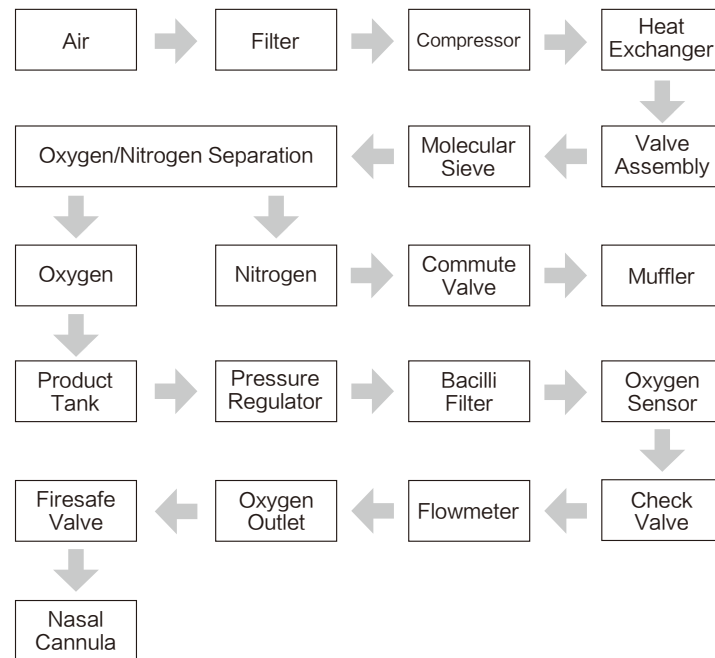 Air
Filter
Compressor
Heat
Exchanger
Oxygen/Nitrogen Separation
Molecular
Sieve
Valve
Assembly
Oxygen
Nitrogen
Commute
Valve
Muffler
Product
Tank
Pressure
Regulator
Bacilli
Filter
Oxygen
Sensor
Firesafe
Valve
Oxygen
Outlet
Flowmeter
Check
Valve
Nasal
Cannula